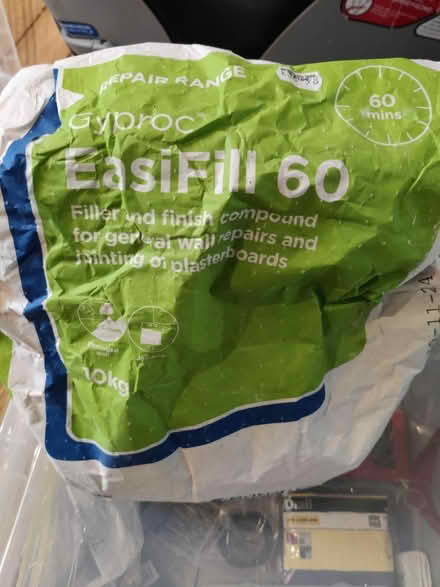 REPAIR RANGE
60
mins
Gyproc
EasiFill 60
Filler and finish compound
for general wall repairs and
jointing of plasterboards
10kg